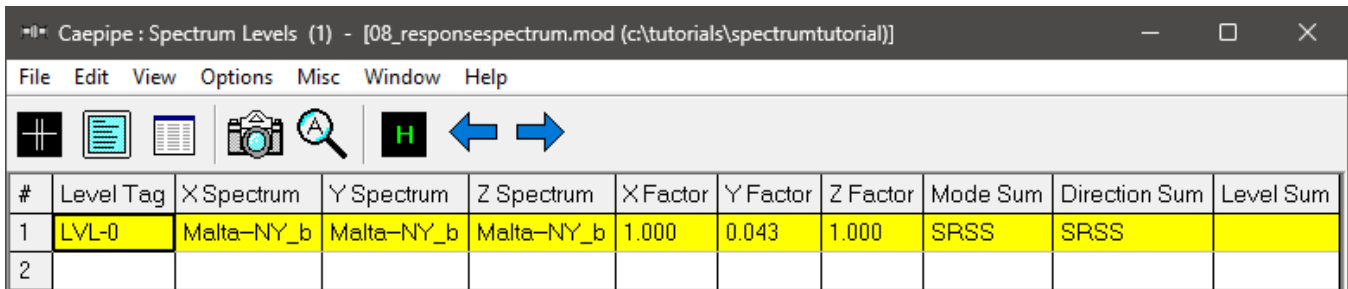 Caepipe : Spectrum Levels (1) - [08_responsespectrum.mod (c:\tutorials\spectrumtutorial)]
File Edit View Options Misc Window Help
A H
# Level Tag X Spectrum Y Spectrum Z Spectrum X Factor Y Factor Z Factor Mode Sum Direction Sum Level Sum
1 LVL-0 Malta–NY_b Malta–NY_b Malta–NY_b 1.000 0.043 1.000 SRSS SRSS
2